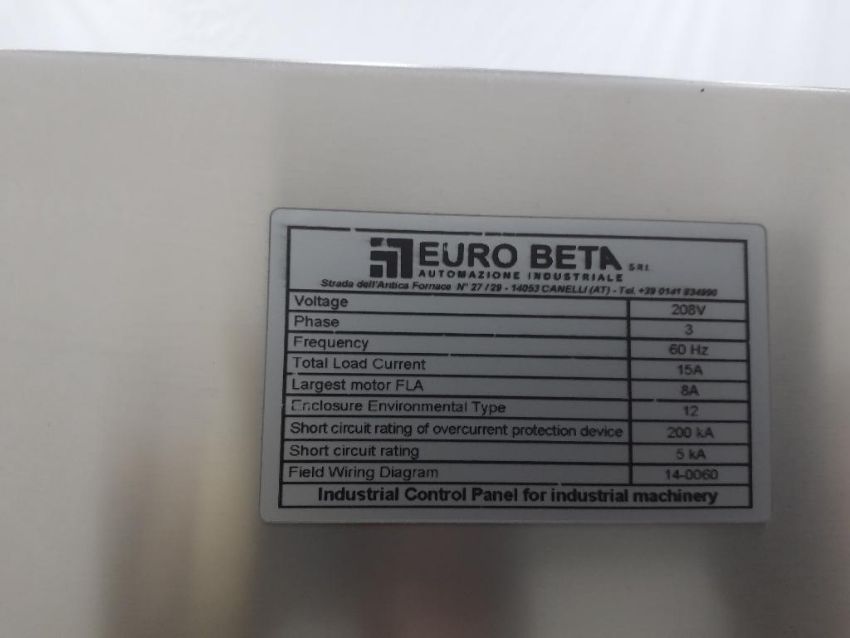 EURO BETA SRL
AUTOMAZIONE INDUSTRIALE
Strada dell'Antica Fornace N° 27 / 29 - 14053 CANELLI (AT) - Tel. +39 0141
Voltage 208V
Phase 3
Frequency 60 Hz
Total Load Current 15A
Largest motor FLA 8A
Enclosure Environmental Type 12
Short circuit rating of overcurrent protection device 200 kA
Short circuit rating 5 kA
Field Wiring Diagram 14-0060
Industrial Control Panel for industrial machinery